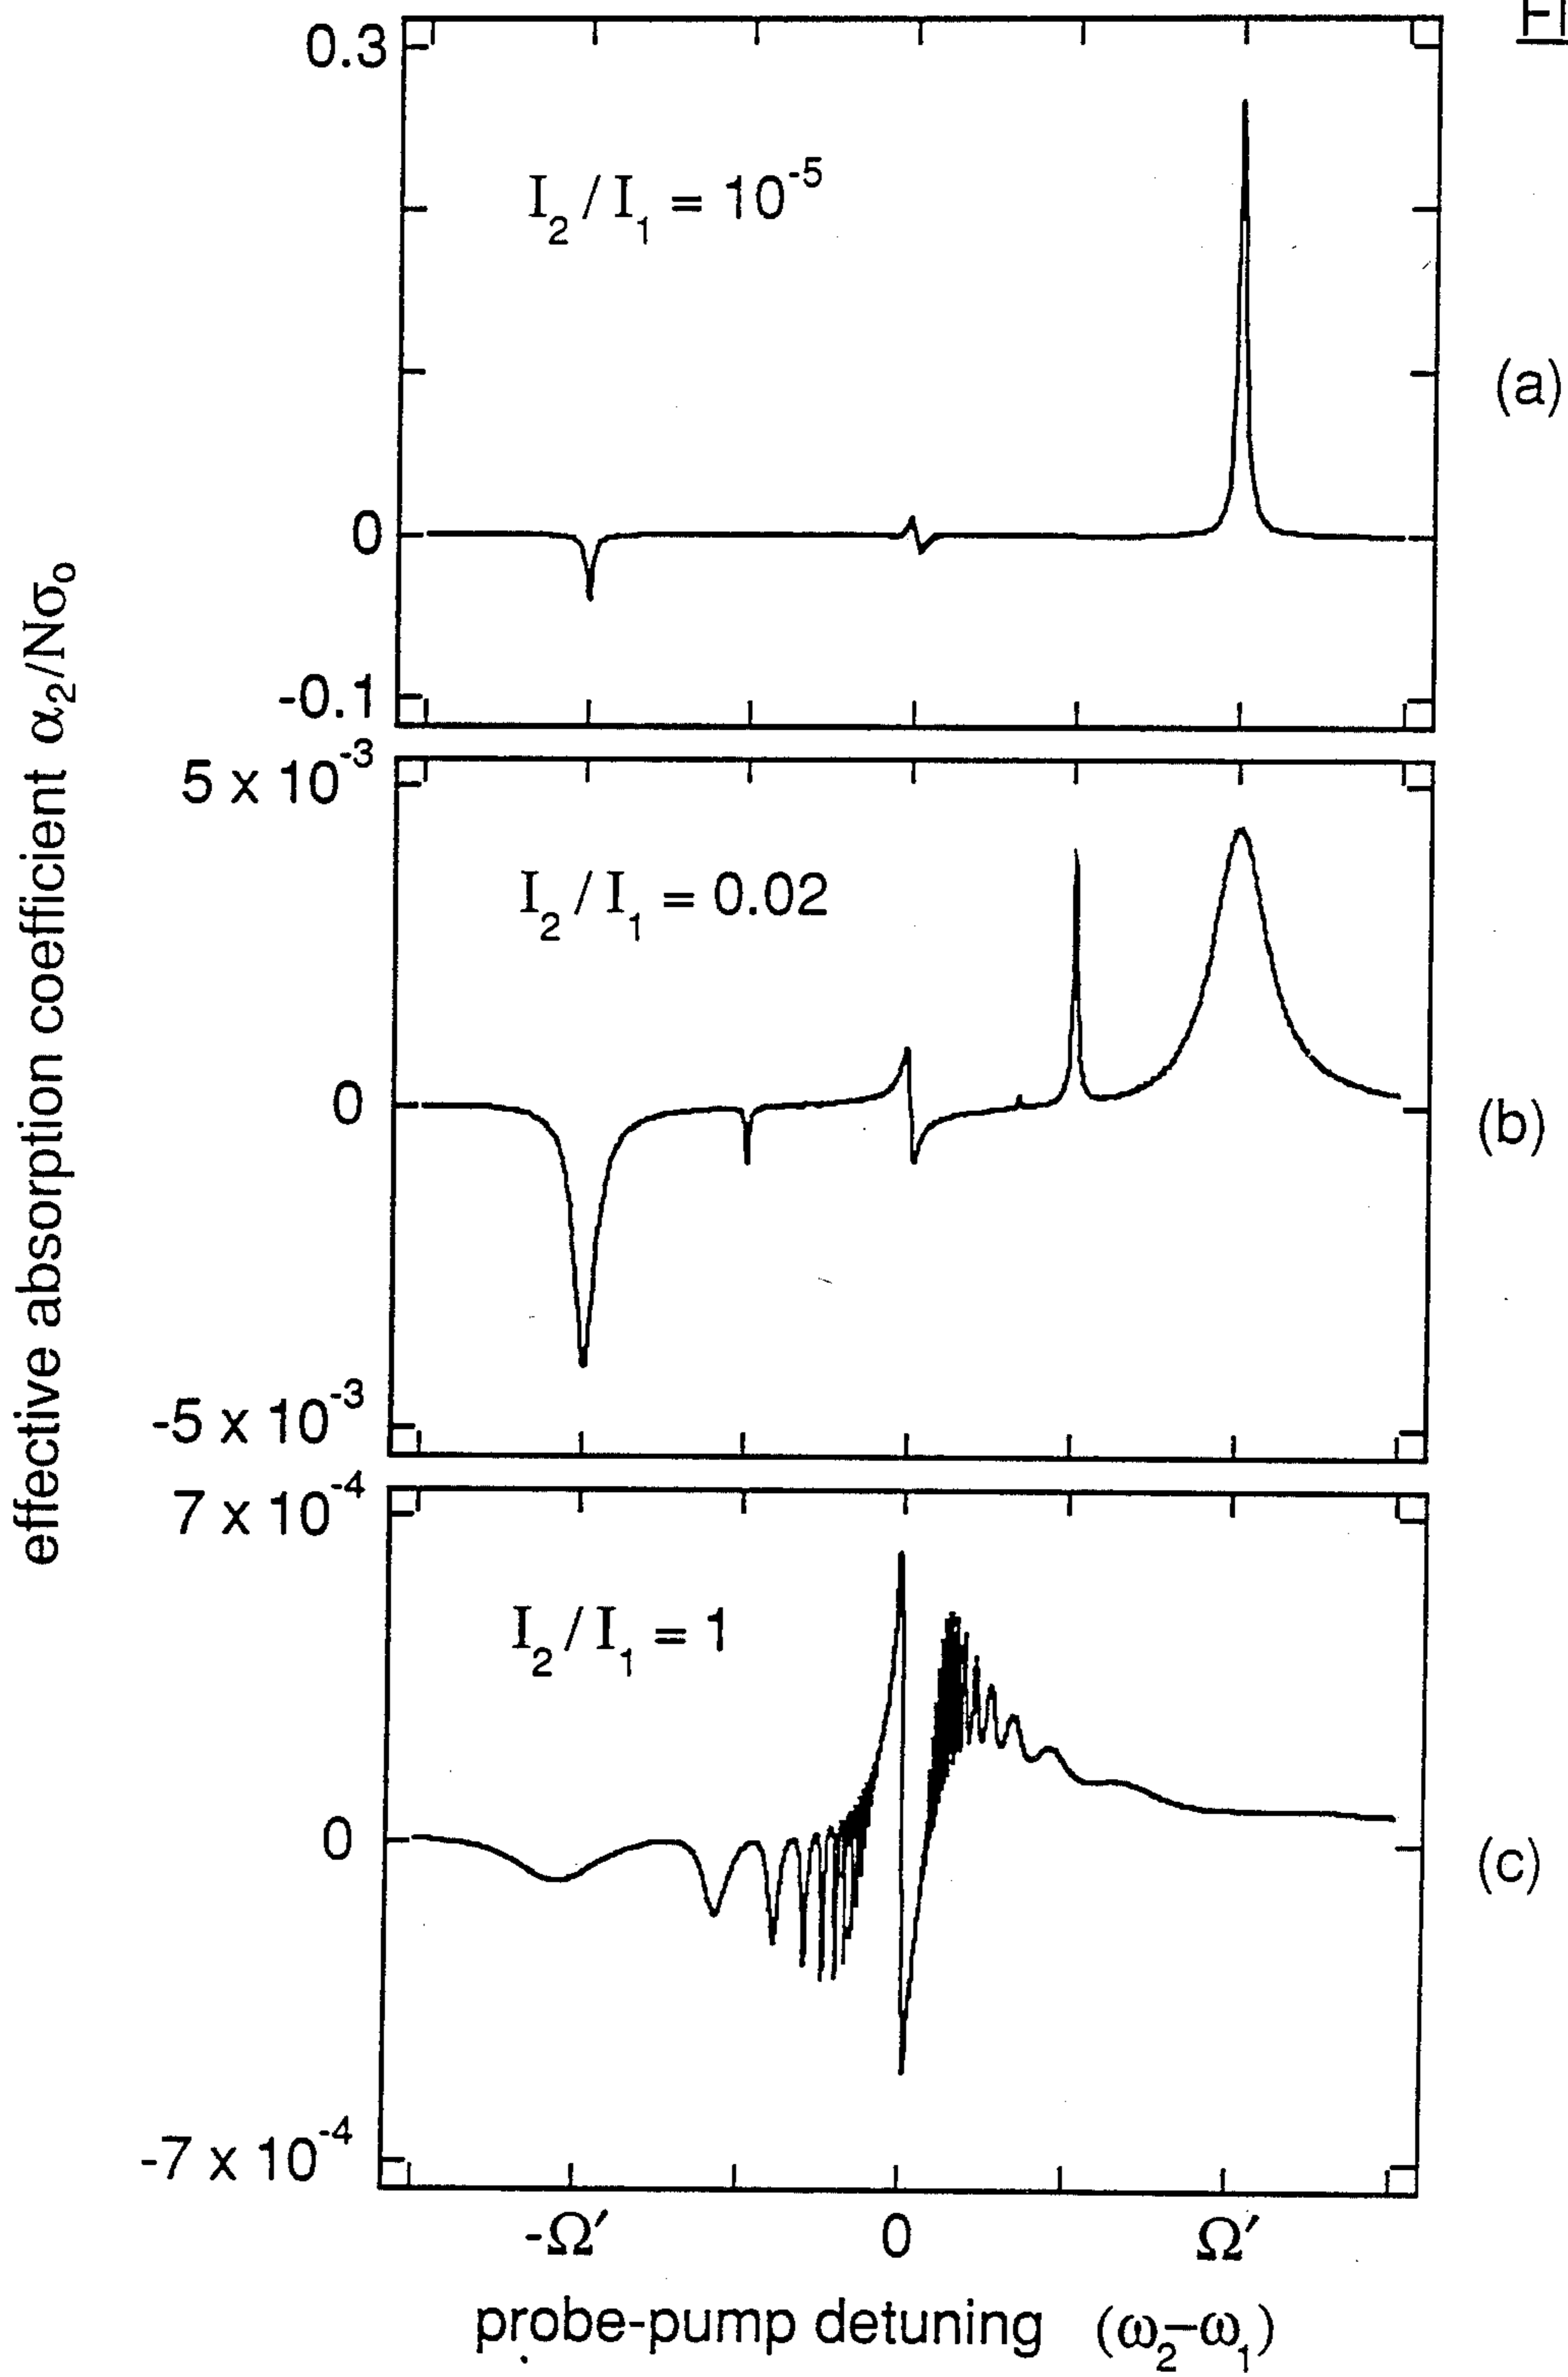 effective absorption coefficient α₂/Nσ₀
0.3
I₂/I₁ = 10⁻⁵
0
-0.1
(a)
5 x 10⁻³
I₂/I₁ = 0.02
0
-5 x 10⁻³
(b)
7 x 10⁻⁴
I₂/I₁ = 1
0
-7 x 10⁻⁴
(c)
-Ω′ 0 Ω′
probe-pump detuning (ω₂-ω₁)